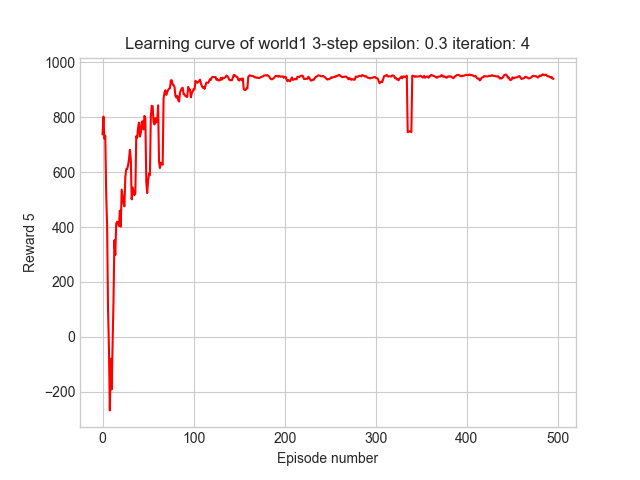 Learning curve of world1 3-step epsilon: 0.3 iteration: 4
1000
800
600
400
200
0
−200
0 100 200 300 400 500
Reward 5
Episode number